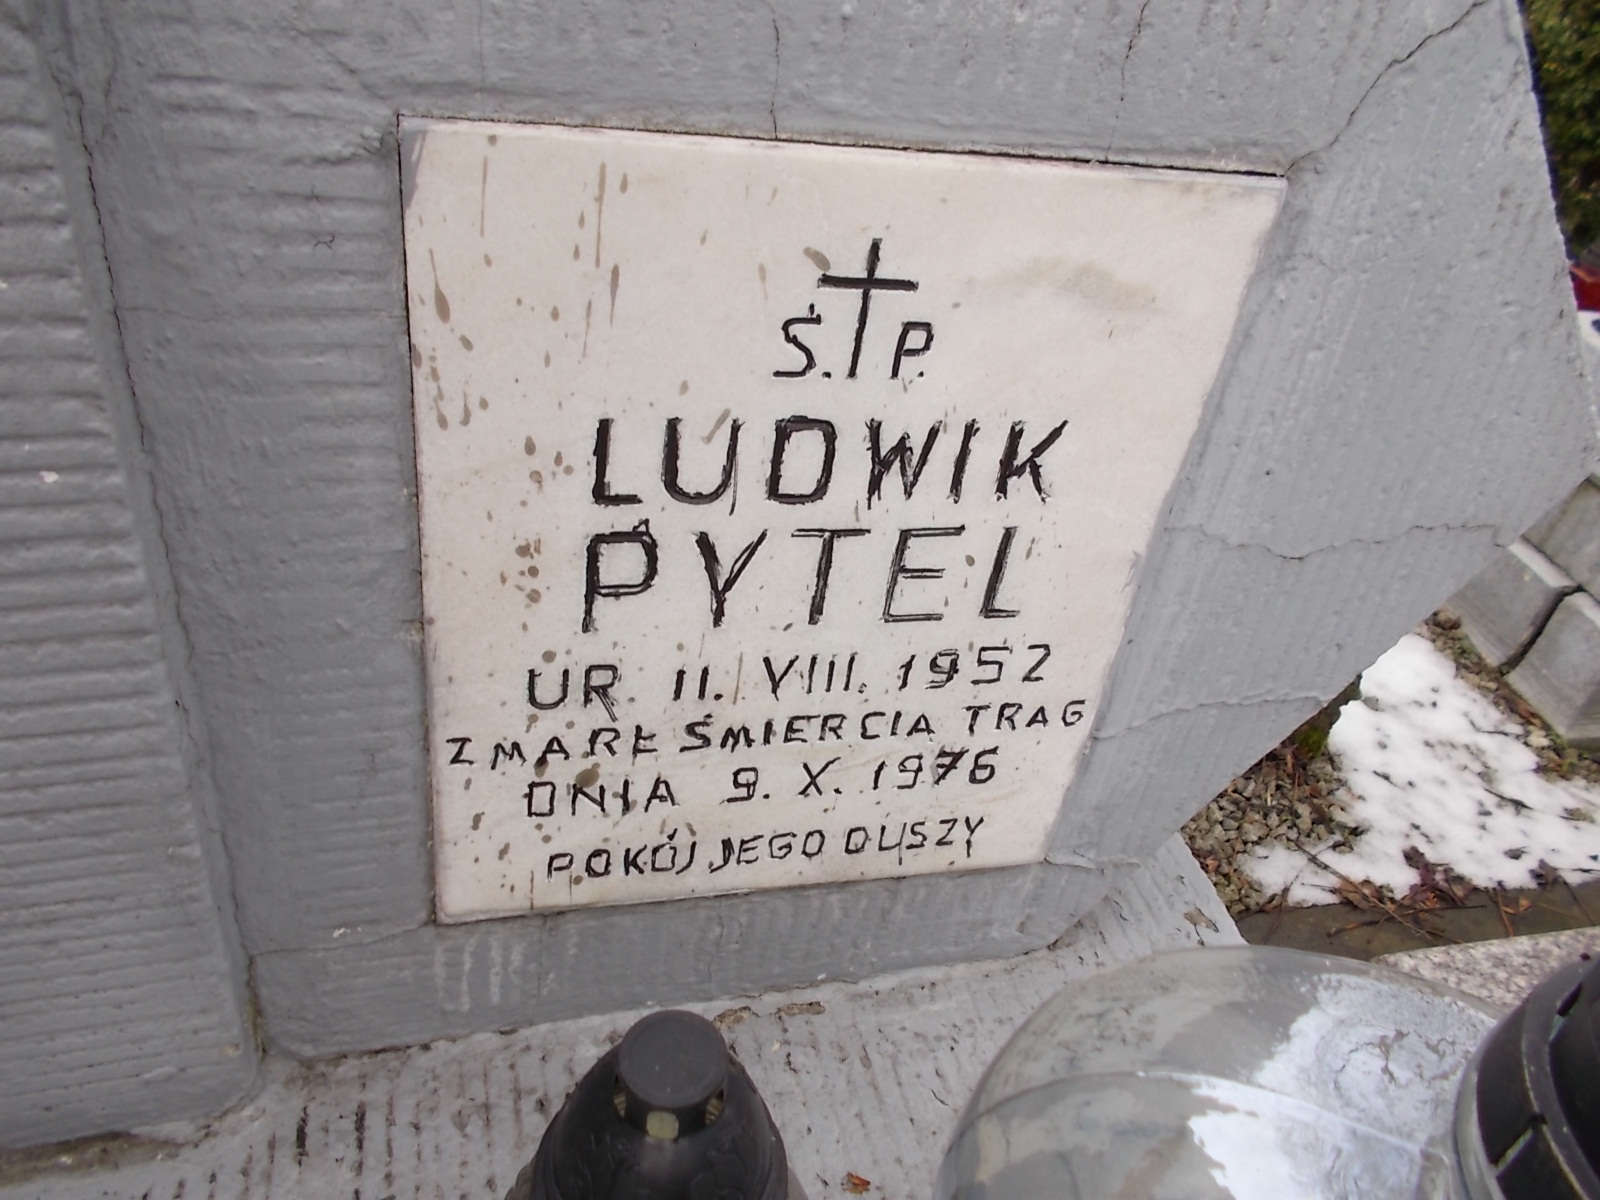 Ś. P.
LUDWIK
PYTEL
UR. 11. VIII. 1952
ZMARŁ ŚMIERCIA TRAG
DNIA 9. X. 1976
POKÓJ JEGO DUSZY